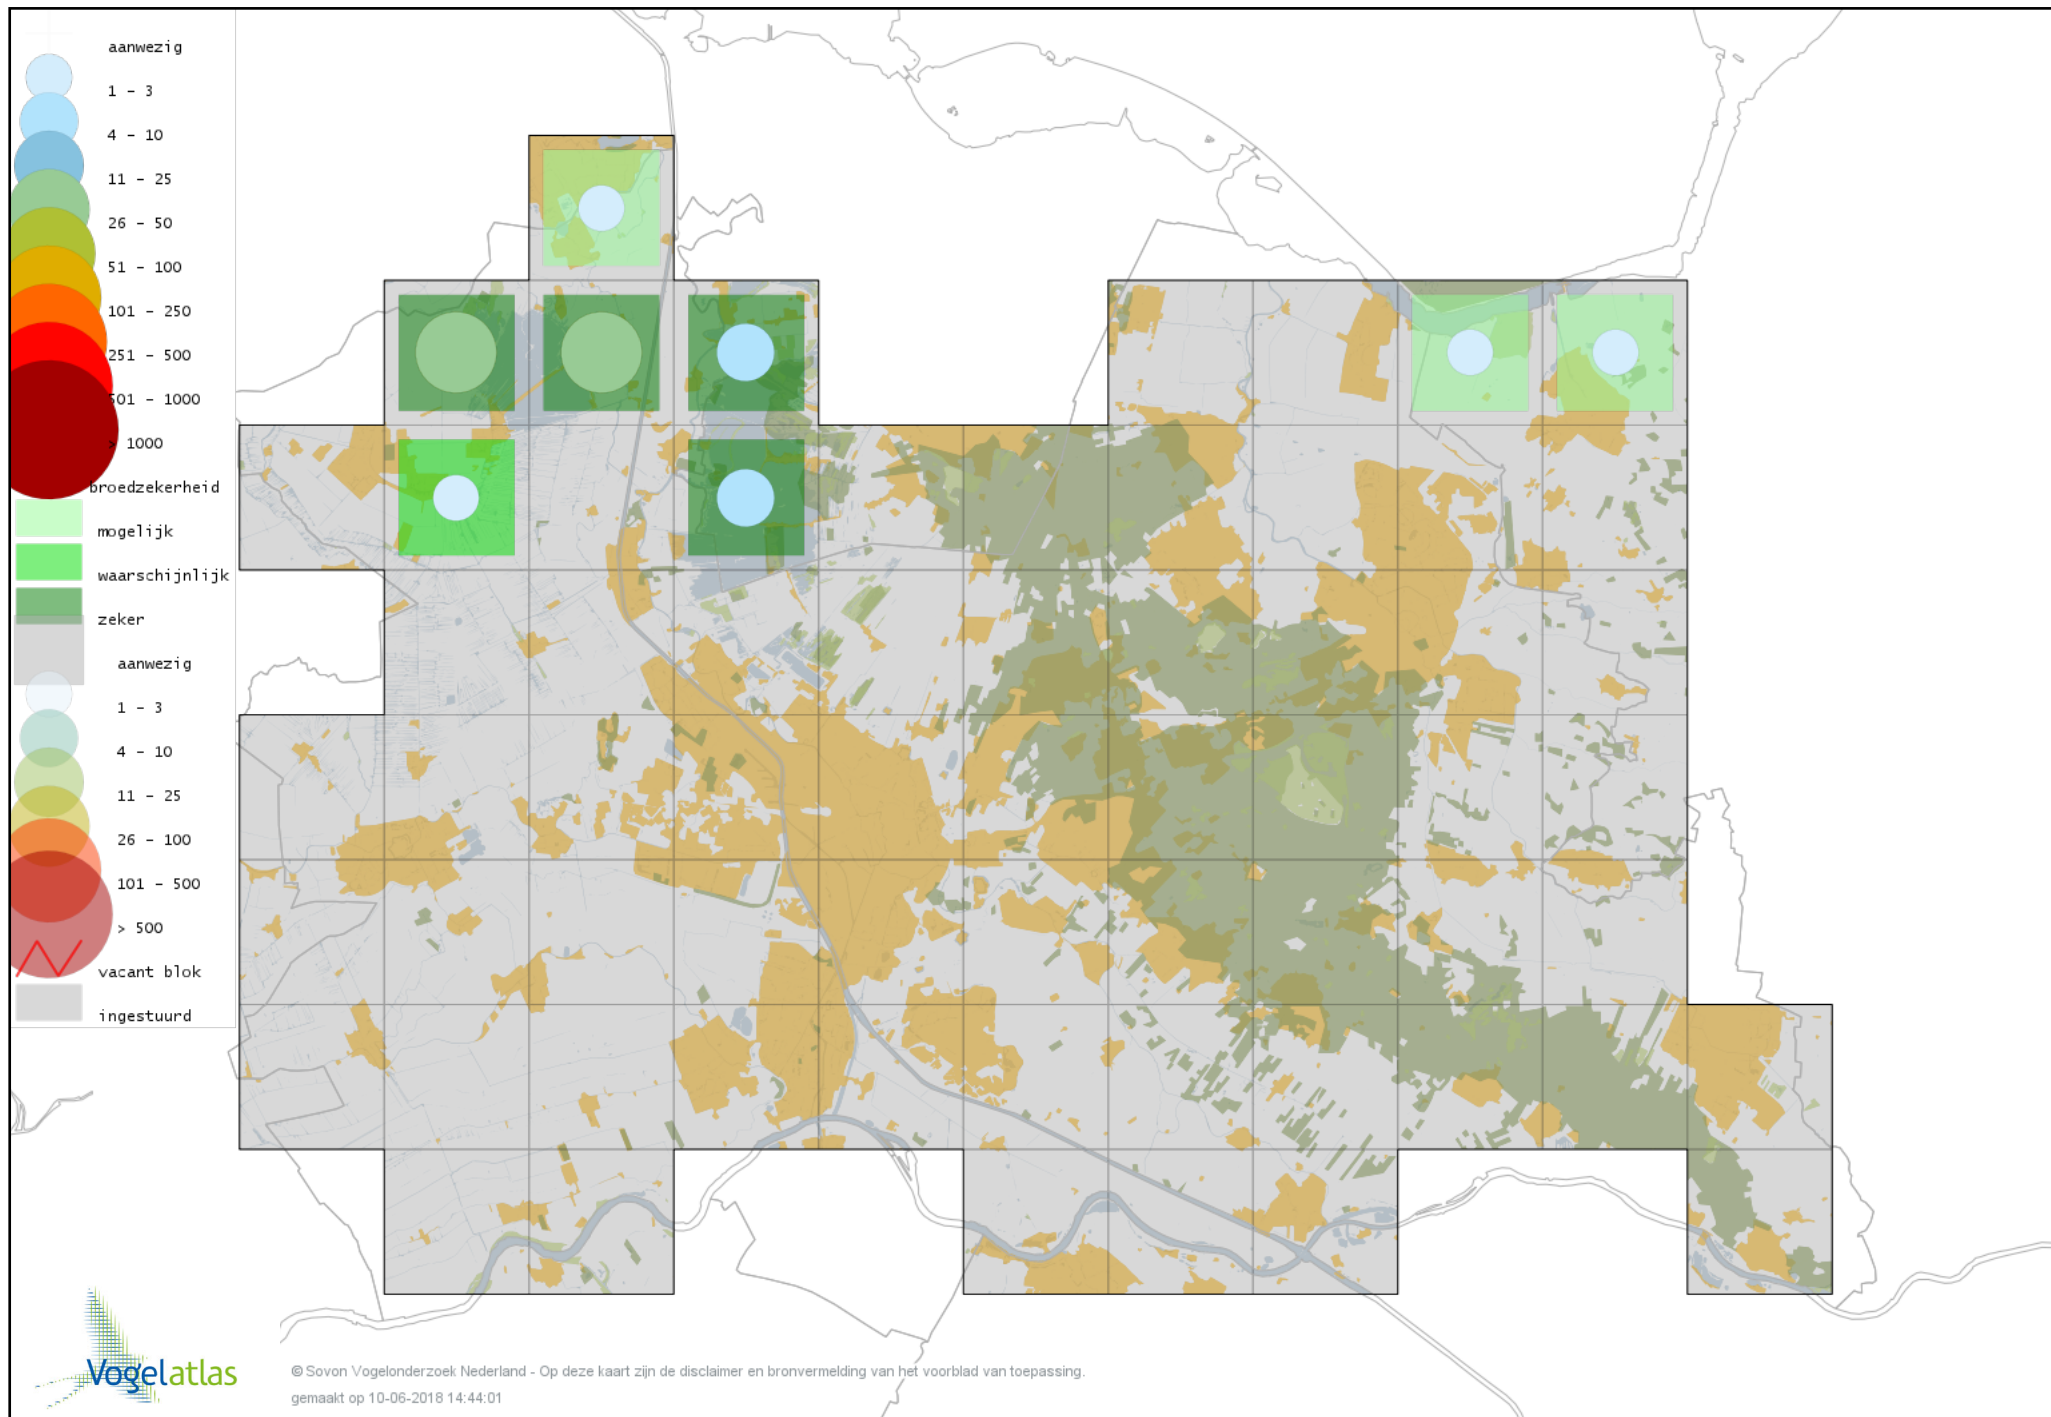 aanwezig
1 - 3
4 - 10
11 - 25
26 - 50
51 - 100
101 - 250
251 - 500
501 - 1000
> 1000
broedzekerheid
mogelijk
waarschijnlijk
zeker
aanwezig
1 - 3
4 - 10
11 - 25
26 - 100
101 - 500
> 500
vacant blok
ingestuurd
Vogelatlas
© Sovon Vogelonderzoek Nederland - Op deze kaart zijn de disclaimer en bronvermelding van het voorblad van toepassing.
gemaakt op 10-06-2018 14:44:01